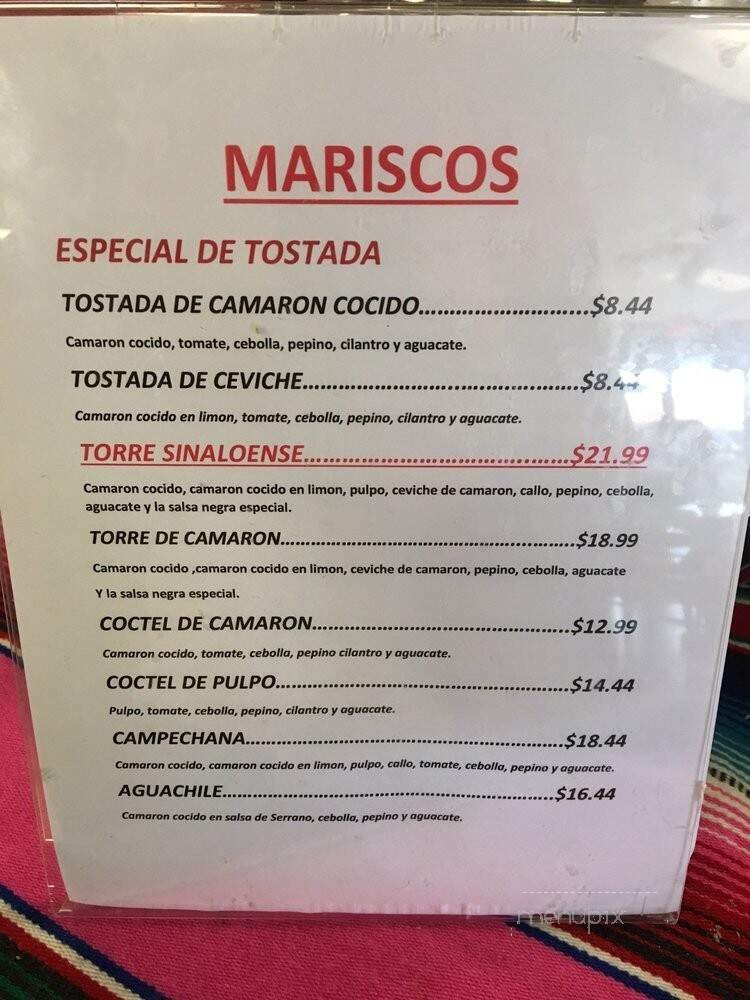 MARISCOS
ESPECIAL DE TOSTADA
TOSTADA DE CAMARON COCIDO..............................$8.44
Camaron cocido, tomate, cebolla, pepino, cilantro y aguacate.
TOSTADA DE CEVICHE................................................$8.44
Camaron cocido en limon, tomate, cebolla, pepino, cilantro y aguacate.
TORRE SINALOENSE..............................................$21.99
Camaron cocido, camaron cocido en limon, pulpo, ceviche de camaron, callo, pepino, cebolla,
aguacate y la salsa negra especial.
TORRE DE CAMARON..................................................$18.99
Camaron cocido ,camaron cocido en limon, ceviche de camaron, pepino, cebolla, aguacate
Y la salsa negra especial.
COCTEL DE CAMARON.............................................$12.99
Camaron cocido, tomate, cebolla, pepino cilantro y aguacate.
COCTEL DE PULPO....................................................$14.44
Pulpo, tomate, cebolla, pepino, cilantro y aguacate.
CAMPECHANA........................................................$18.44
Camaron cocido, camaron cocido en limon, pulpo, callo, tomate, cebolla, pepino y aguacate.
AGUACHILE............................................................$16.44
Camaron cocido en salsa de Serrano, cebolla, pepino y aguacate.
menupix